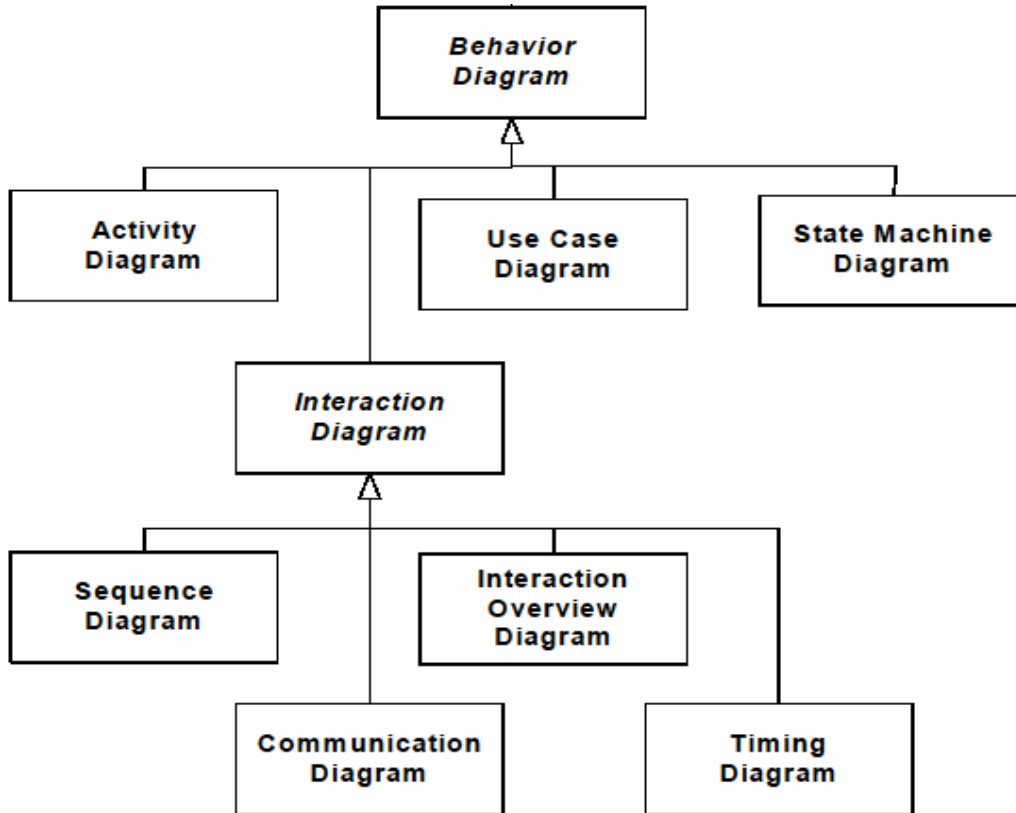 Behavior
Diagram
Activity
Diagram
Use Case
Diagram
State Machine
Diagram
Interaction
Diagram
Sequence
Diagram
Interaction
Overview
Diagram
Communication
Diagram
Timing
Diagram